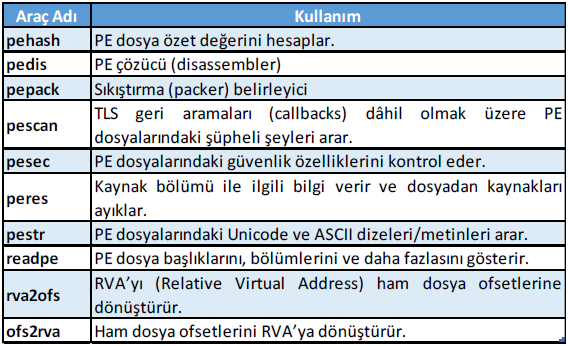 Araç Adı Kullanım
pehash PE dosya özet değerini hesaplar.
pedis PE çözücü (disassembler)
pepack Sıkıştırma (packer) belirleyici
pescan TLS geri aramaları (callbacks) dâhil olmak üzere PE
dosyalarındaki şüpheli şeyleri arar.
pesec PE dosyalarındaki güvenlik özelliklerini kontrol eder.
peres Kaynak bölümü ile ilgili bilgi verir ve dosyadan kaynakları
ayıklar.
pestr PE dosyalarındaki Unicode ve ASCII dizeleri/metinleri arar.
readpe PE dosya başlıklarını, bölümlerini ve daha fazlasını gösterir.
rva2ofs RVA’yı (Relative Virtual Address) ham dosya ofsetlerine
dönüştürür.
ofs2rva Ham dosya ofsetlerini RVA’ya dönüştürür.